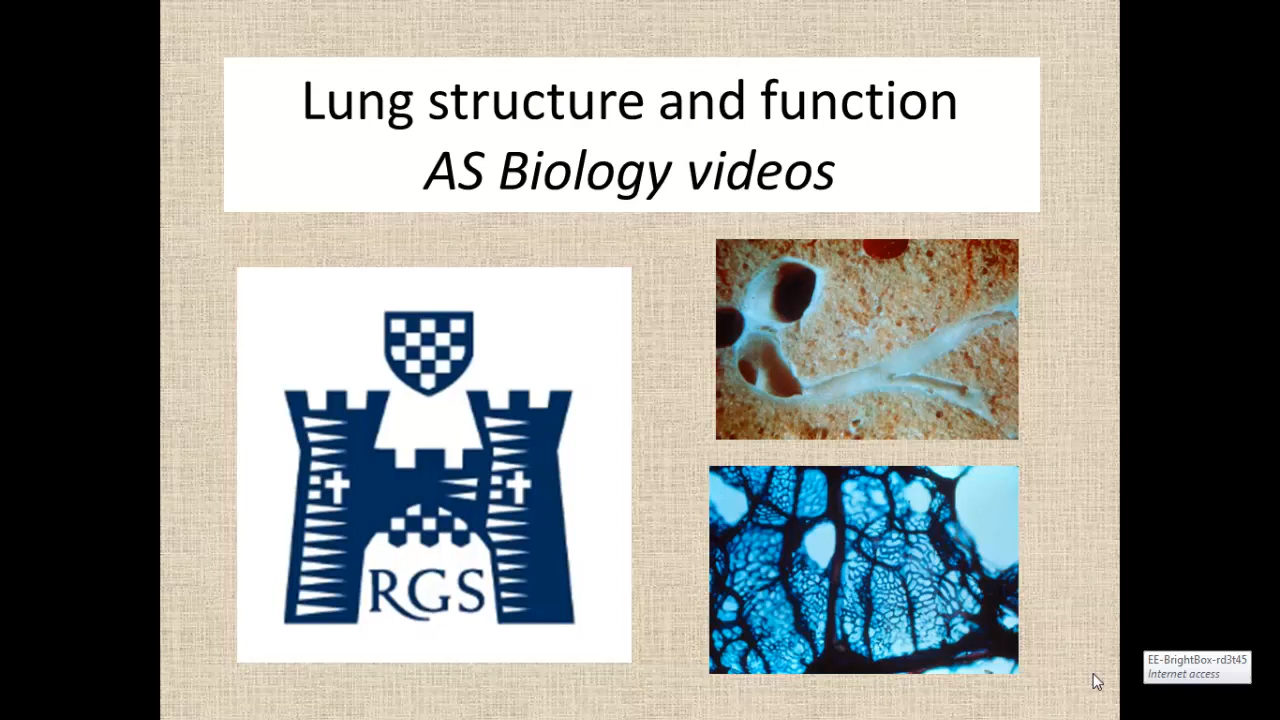 Lung structure and function
AS Biology videos
RGS
EE-BrightBox-rd3t45
Internet access